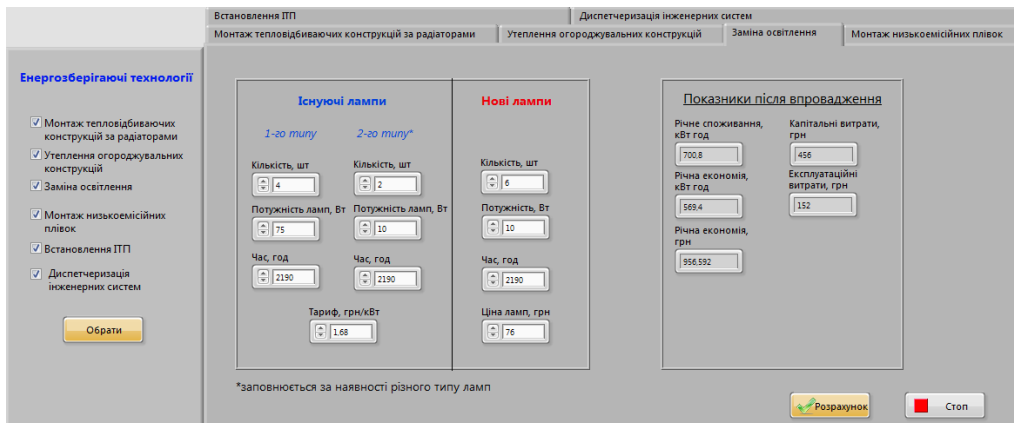 Встановлення ІТП
Диспетчеризація інженерних систем
Монтаж тепловідбиваючих конструкцій за радіаторами
Утеплення огороджувальних конструкцій
Заміна освітлення
Монтаж низькоемісійних плівок
Енергозберігаючі технології
Монтаж тепловідбиваючих
конструкцій за радіаторами
Утеплення огороджувальних
конструкцій
Заміна освітлення
Монтаж низькоемісійних
плівок
Встановлення ІТП
Диспетчеризація
інженерних систем
Обрати
Існуючі лампи
1-го типу
2-го типу*
Кількість, шт
4
Кількість, шт
2
Потужність ламп, Вт
75
Потужність ламп, Вт
10
Час, год
2190
Час, год
2190
Тариф, грн/кВт
1,68
Нові лампи
Кількість, шт
6
Потужність, Вт
10
Час, год
2190
Ціна ламп, грн
76
*заповнюється за наявності різного типу ламп
Показники після впровадження
Річне споживання,
кВт год
700,8
Капітальні витрати,
грн
456
Річна економія,
кВт год
569,4
Експлуатаційні
витрати, грн
152
Річна економія,
грн
956,592
Розрахунок
Стоп